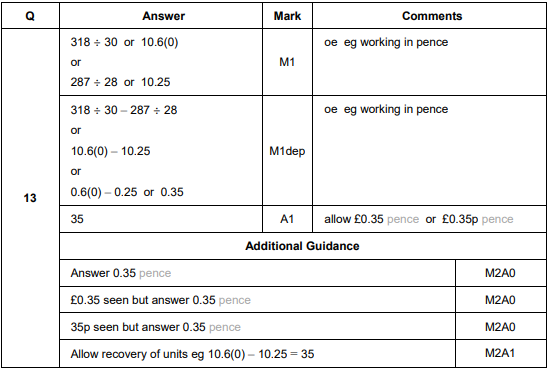 Q Answer Mark Comments
13
318 ÷ 30 or 10.6(0)
or
287 ÷ 28 or 10.25
M1
oe eg working in pence
318 ÷ 30 – 287 ÷ 28
or
10.6(0) – 10.25
or
0.6(0) – 0.25 or 0.35
M1dep
oe eg working in pence
35 A1 allow £0.35 pence or £0.35p pence
Additional Guidance
Answer 0.35 pence M2A0
£0.35 seen but answer 0.35 pence M2A0
35p seen but answer 0.35 pence M2A0
Allow recovery of units eg 10.6(0) – 10.25 = 35 M2A1